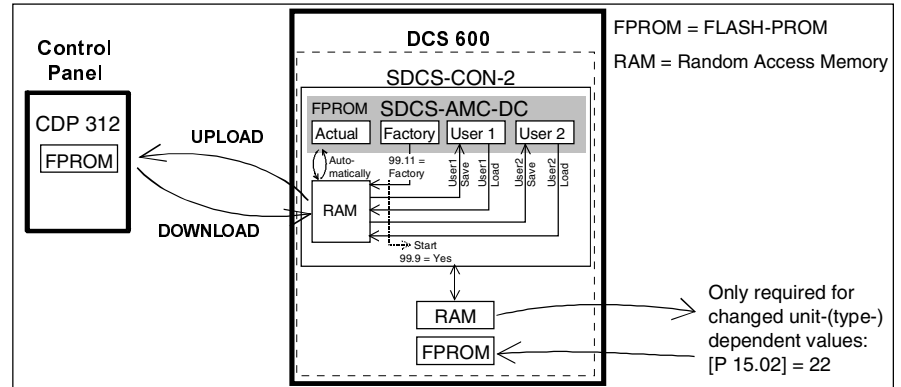 Control
Panel
CDP 312
FPROM
UPLOAD
DOWNLOAD
DCS 600
SDCS-CON-2
FPROM SDCS-AMC-DC
Actual
Factory
User 1
User 2
Auto-
matically
99.11 =
Factory
User1
Save
User1
Load
User2
Save
User2
Load
RAM
Start
99.9 = Yes
RAM
FPROM
FPROM = FLASH-PROM
RAM = Random Access Memory
Only required for
changed unit-(type-)
dependent values:
[P 15.02] = 22